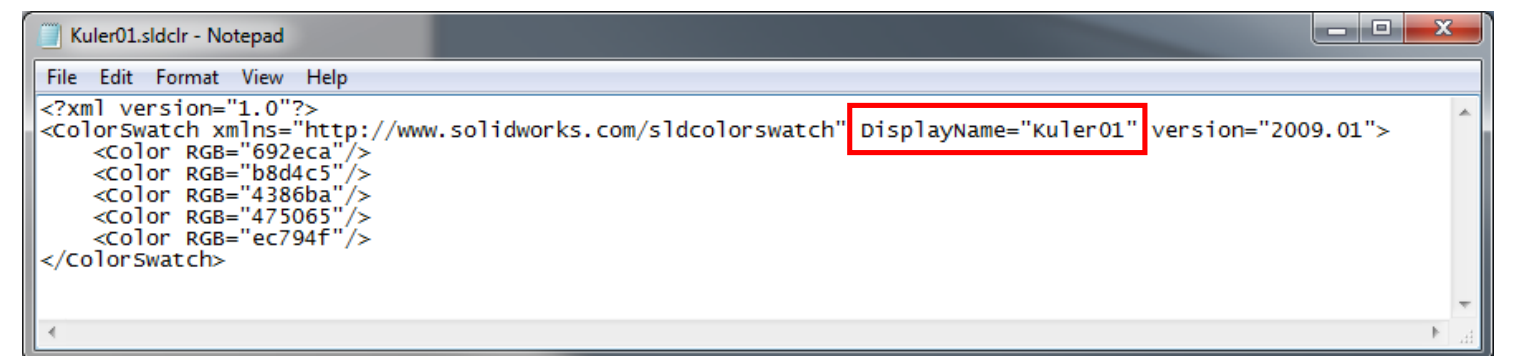 Kuler01.sldclr - Notepad
File Edit Format View Help
<?xml version="1.0"?>
<ColorSwatch xmlns="http://www.solidworks.com/sldcolorswatch" DisplayName="Kuler01" version="2009.01">
    <Color RGB="692eca"/>
    <Color RGB="b8d4c5"/>
    <Color RGB="4386ba"/>
    <Color RGB="475065"/>
    <Color RGB="ec794f"/>
</ColorSwatch>